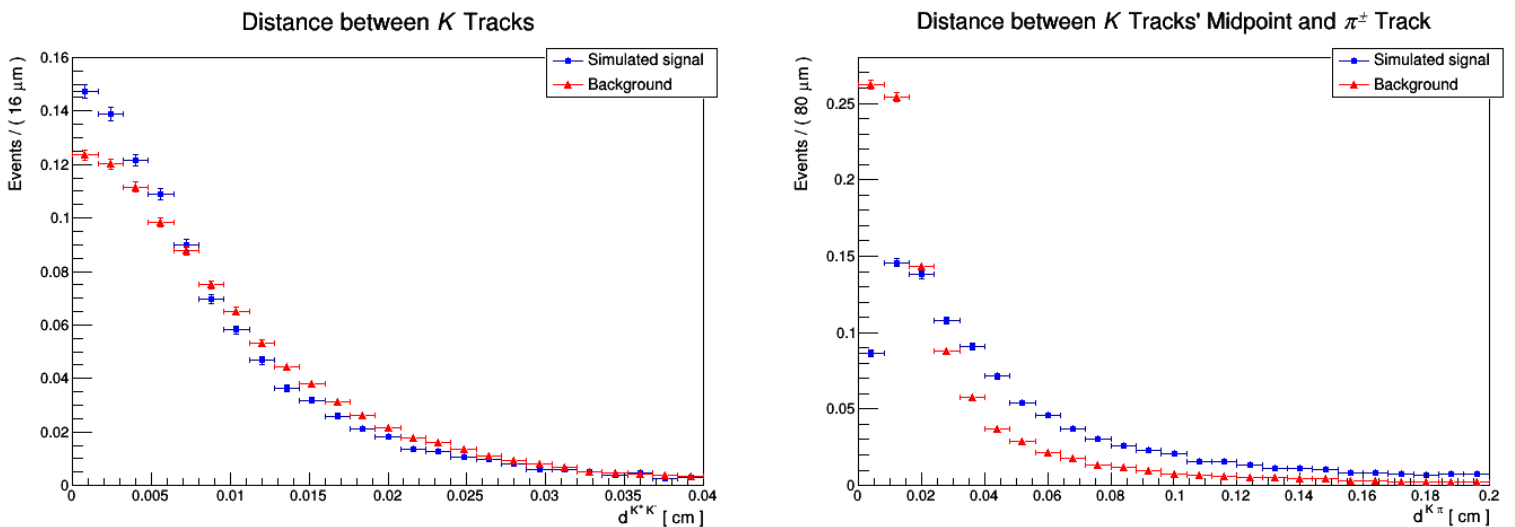 Distance between K Tracks
Simulated signal
Background
Events / ( 16 μm )
0.16
0.14
0.12
0.1
0.08
0.06
0.04
0.02
0
0 0.005 0.01 0.015 0.02 0.025 0.03 0.035 0.04
d^{K⁺K⁻} [ cm ]
Distance between K Tracks' Midpoint and π± Track
Simulated signal
Background
Events / ( 80 μm )
0.25
0.2
0.15
0.1
0.05
0
0 0.02 0.04 0.06 0.08 0.1 0.12 0.14 0.16 0.18 0.2
d^{K π} [ cm ]